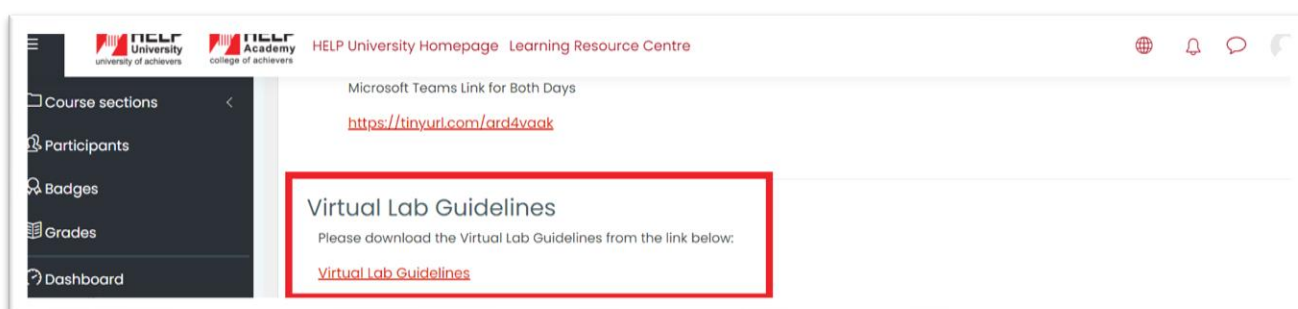 HELP
University
university of achievers
HELP
Academy
college of achievers
HELP University Homepage Learning Resource Centre
Course sections
Participants
Badges
Grades
Dashboard
Microsoft Teams Link for Both Days
https://tinyurl.com/ard4vaak
Virtual Lab Guidelines
Please download the Virtual Lab Guidelines from the link below:
Virtual Lab Guidelines